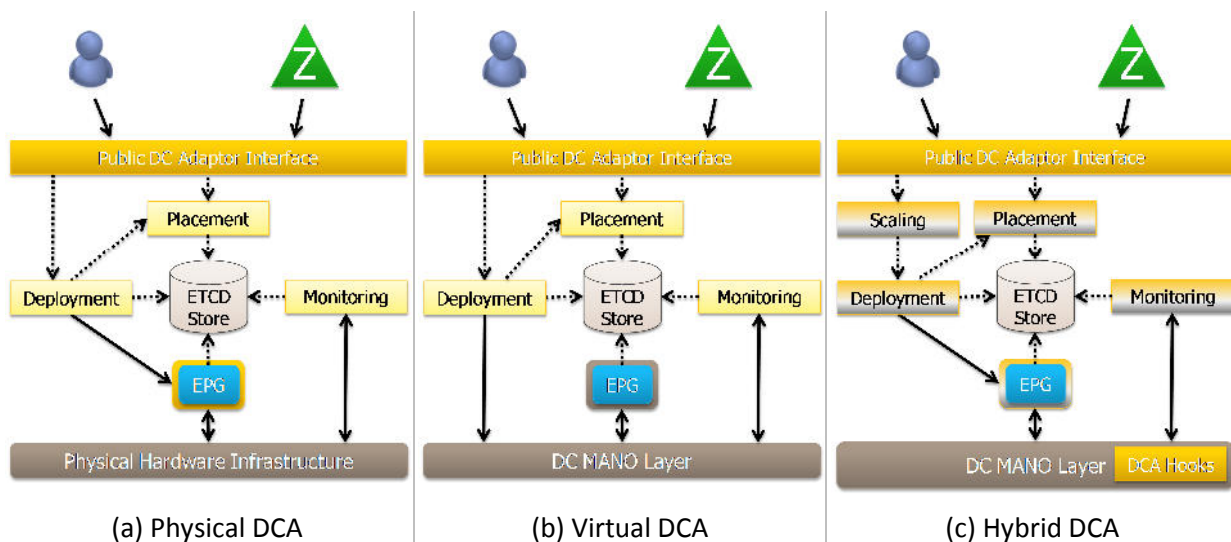 Z
Public DC Adaptor Interface
Placement
Deployment
ETCD
Store
Monitoring
EPG
Physical Hardware Infrastructure
(a) Physical DCA
Z
Public DC Adaptor Interface
Placement
Deployment
ETCD
Store
Monitoring
EPG
DC MANO Layer
(b) Virtual DCA
Z
Public DC Adaptor Interface
Scaling
Placement
Deployment
ETCD
Store
Monitoring
EPG
DC MANO Layer
DCA Hooks
(c) Hybrid DCA